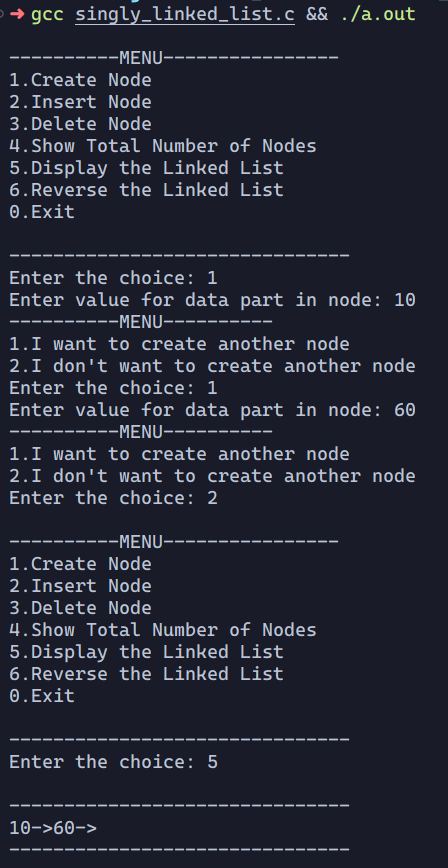 ➜ gcc singly_linked_list.c && ./a.out
----------MENU----------------
1.Create Node
2.Insert Node
3.Delete Node
4.Show Total Number of Nodes
5.Display the Linked List
6.Reverse the Linked List
0.Exit
-------------------------------
Enter the choice: 1
Enter value for data part in node: 10
----------MENU----------
1.I want to create another node
2.I don't want to create another node
Enter the choice: 1
Enter value for data part in node: 60
----------MENU----------
1.I want to create another node
2.I don't want to create another node
Enter the choice: 2
----------MENU----------------
1.Create Node
2.Insert Node
3.Delete Node
4.Show Total Number of Nodes
5.Display the Linked List
6.Reverse the Linked List
0.Exit
-------------------------------
Enter the choice: 5
-------------------------------
10->60->
-------------------------------